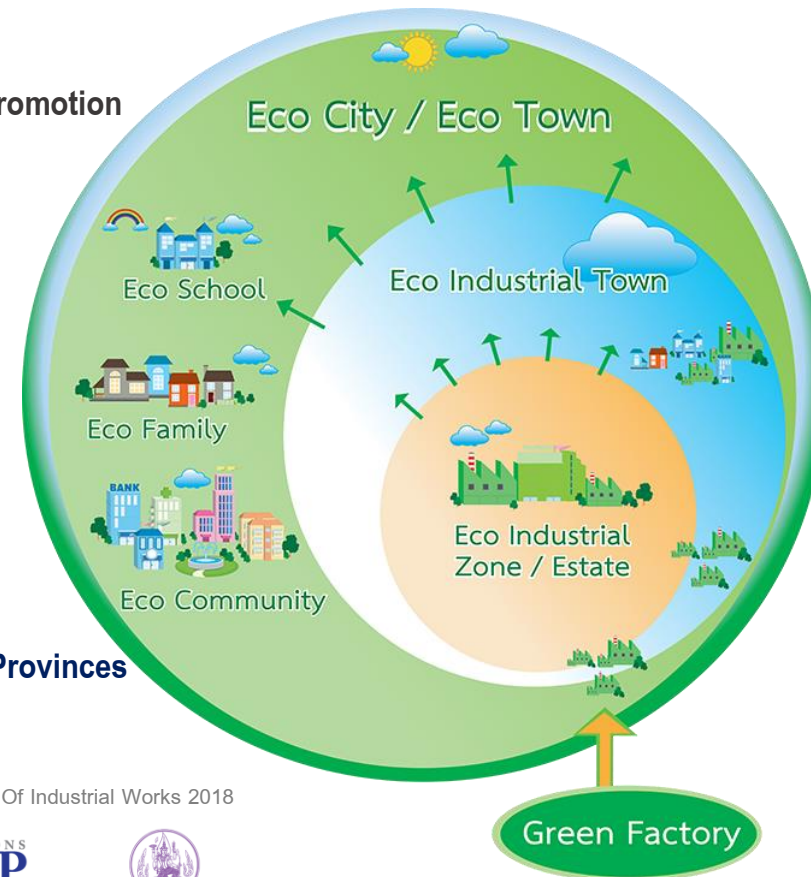 romotion
Eco City / Eco Town
Eco School
Eco Industrial Town
Eco Family
BANK
Eco Industrial
Zone / Estate
Eco Community
Provinces
Of Industrial Works 2018
N S
P
Green Factory